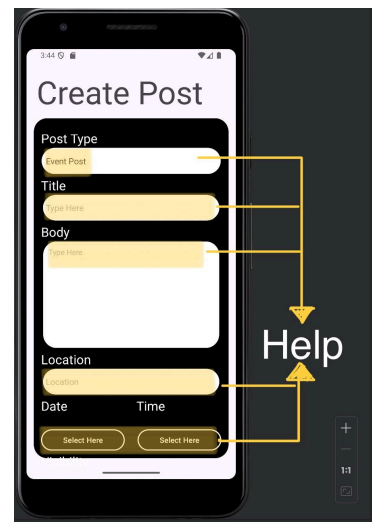 3:44
Create Post
Post Type
Event Post
Title
Type Here
Body
Type Here
Help
Location
Location
Date Time
Select Here Select Here
1:1